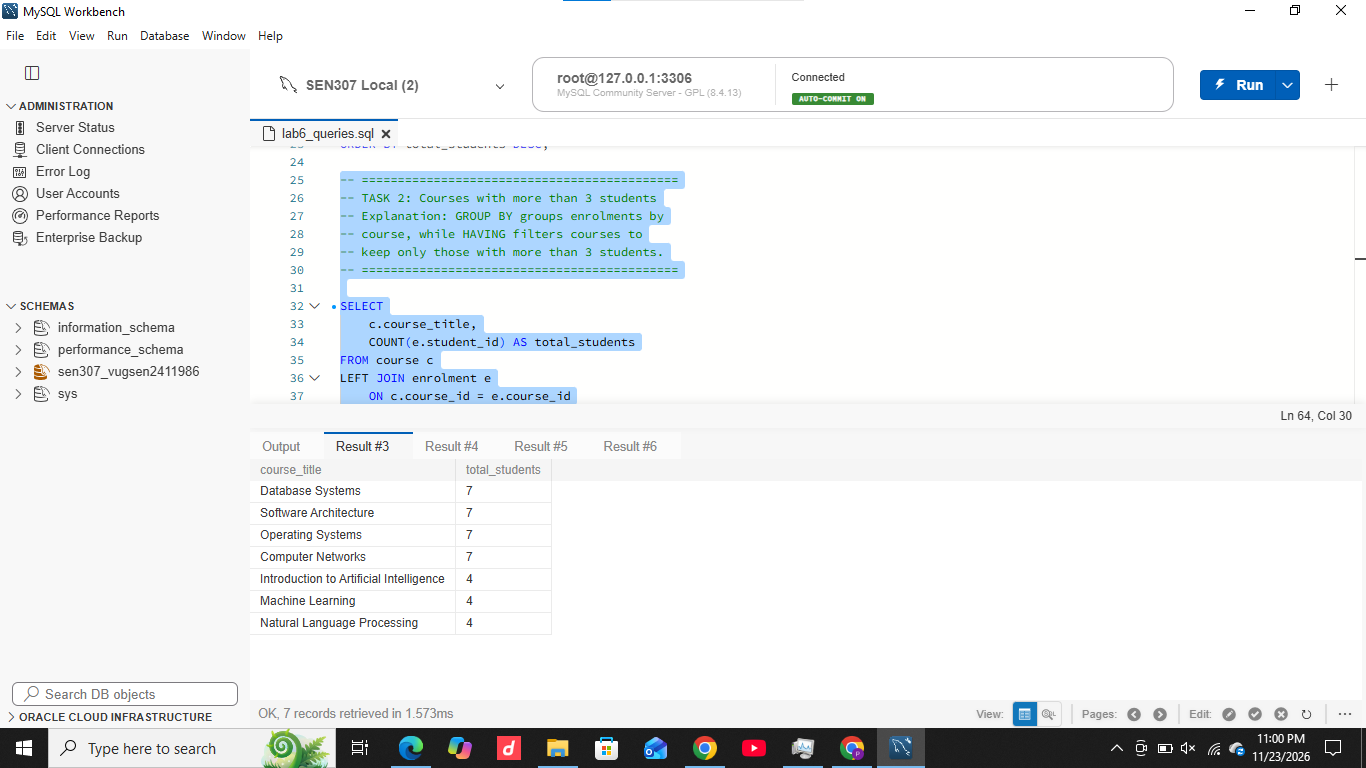 MySQL Workbench
File Edit View Run Database Window Help
SEN307 Local (2)
root@127.0.0.1:3306
MySQL Community Server - GPL (8.4.13)
Connected
AUTO-COMMIT ON
Run
ADMINISTRATION
Server Status
Client Connections
Error Log
User Accounts
Performance Reports
Enterprise Backup
SCHEMAS
information_schema
performance_schema
sen307_vugsen2411986
sys
Search DB objects
ORACLE CLOUD INFRASTRUCTURE
lab6_queries.sql
24
25 -- ============================================
26 -- TASK 2: Courses with more than 3 students
27 -- Explanation: GROUP BY groups enrolments by
28 -- course, while HAVING filters courses to
29 -- keep only those with more than 3 students.
30 -- ============================================
31
32 SELECT
33 c.course_title,
34 COUNT(e.student_id) AS total_students
35 FROM course c
36 LEFT JOIN enrolment e
37 ON c.course_id = e.course_id
Ln 64, Col 30
Output Result #3 Result #4 Result #5 Result #6
course_title total_students
Database Systems 7
Software Architecture 7
Operating Systems 7
Computer Networks 7
Introduction to Artificial Intelligence 4
Machine Learning 4
Natural Language Processing 4
OK, 7 records retrieved in 1.573ms
View: Pages: Edit:
Type here to search
11:00 PM
11/23/2026